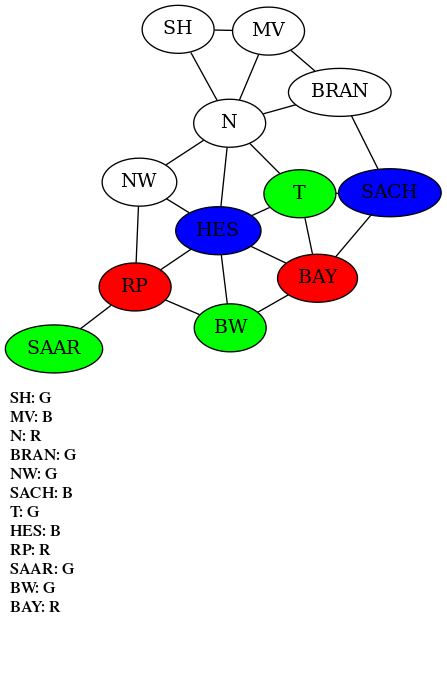 SH
MV
BRAN
N
NW
T
SACH
HES
BAY
RP
BW
SAAR
SH: G
MV: B
N: R
BRAN: G
NW: G
SACH: B
T: G
HES: B
RP: R
SAAR: G
BW: G
BAY: R